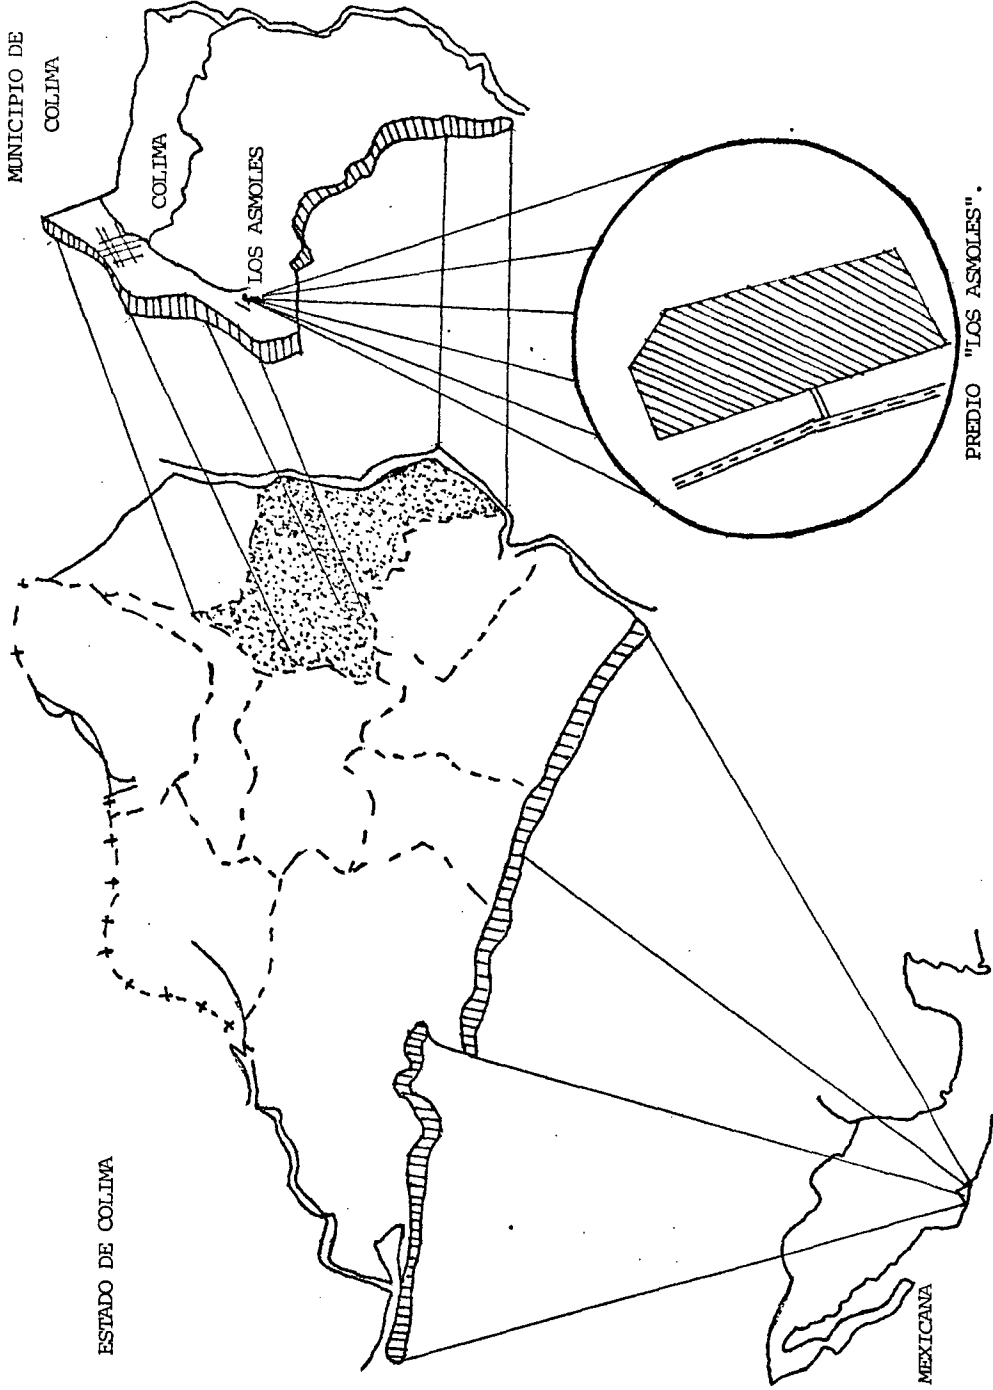 ESTADO DE COLIMA
MUNICIPIO DE
COLIMA
COLIMA
LOS ASMOLES
MEXICANA
PREDIO "LOS ASMOLES".